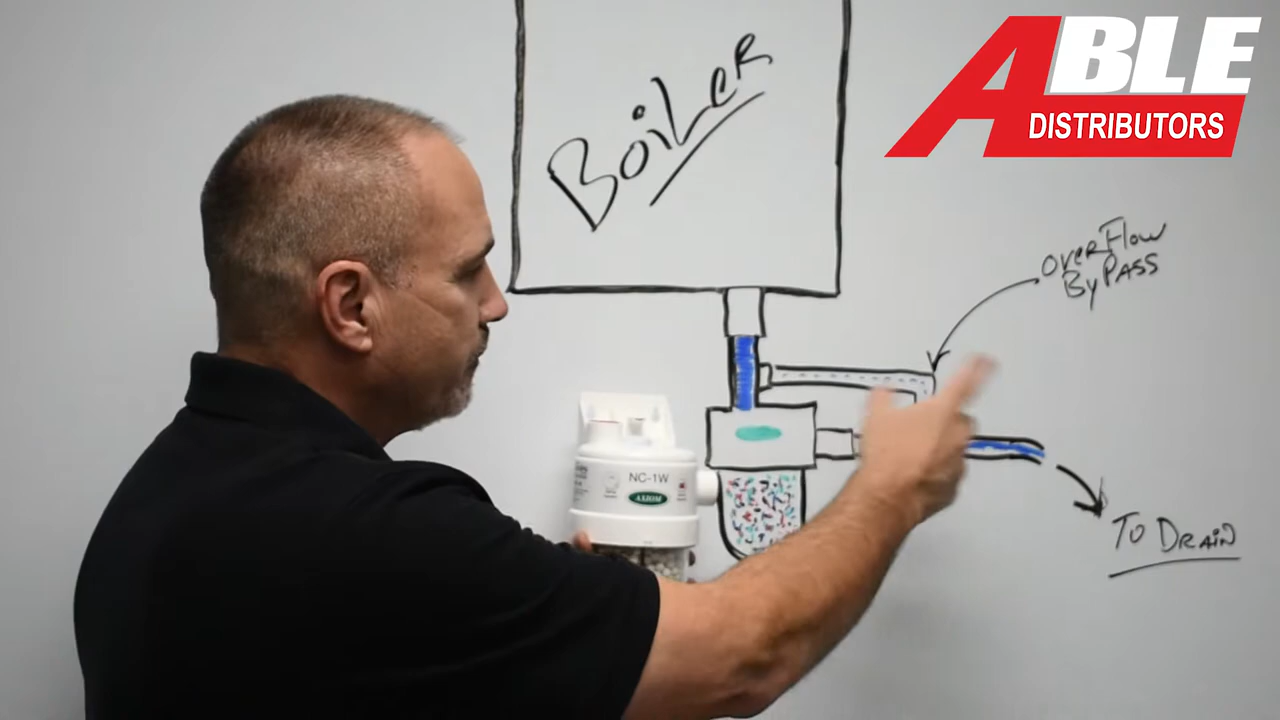 ABLE
DISTRIBUTORS
BoiLeR
OverFlow
ByPASS
NC-1W
AXIOM
To DRAiN